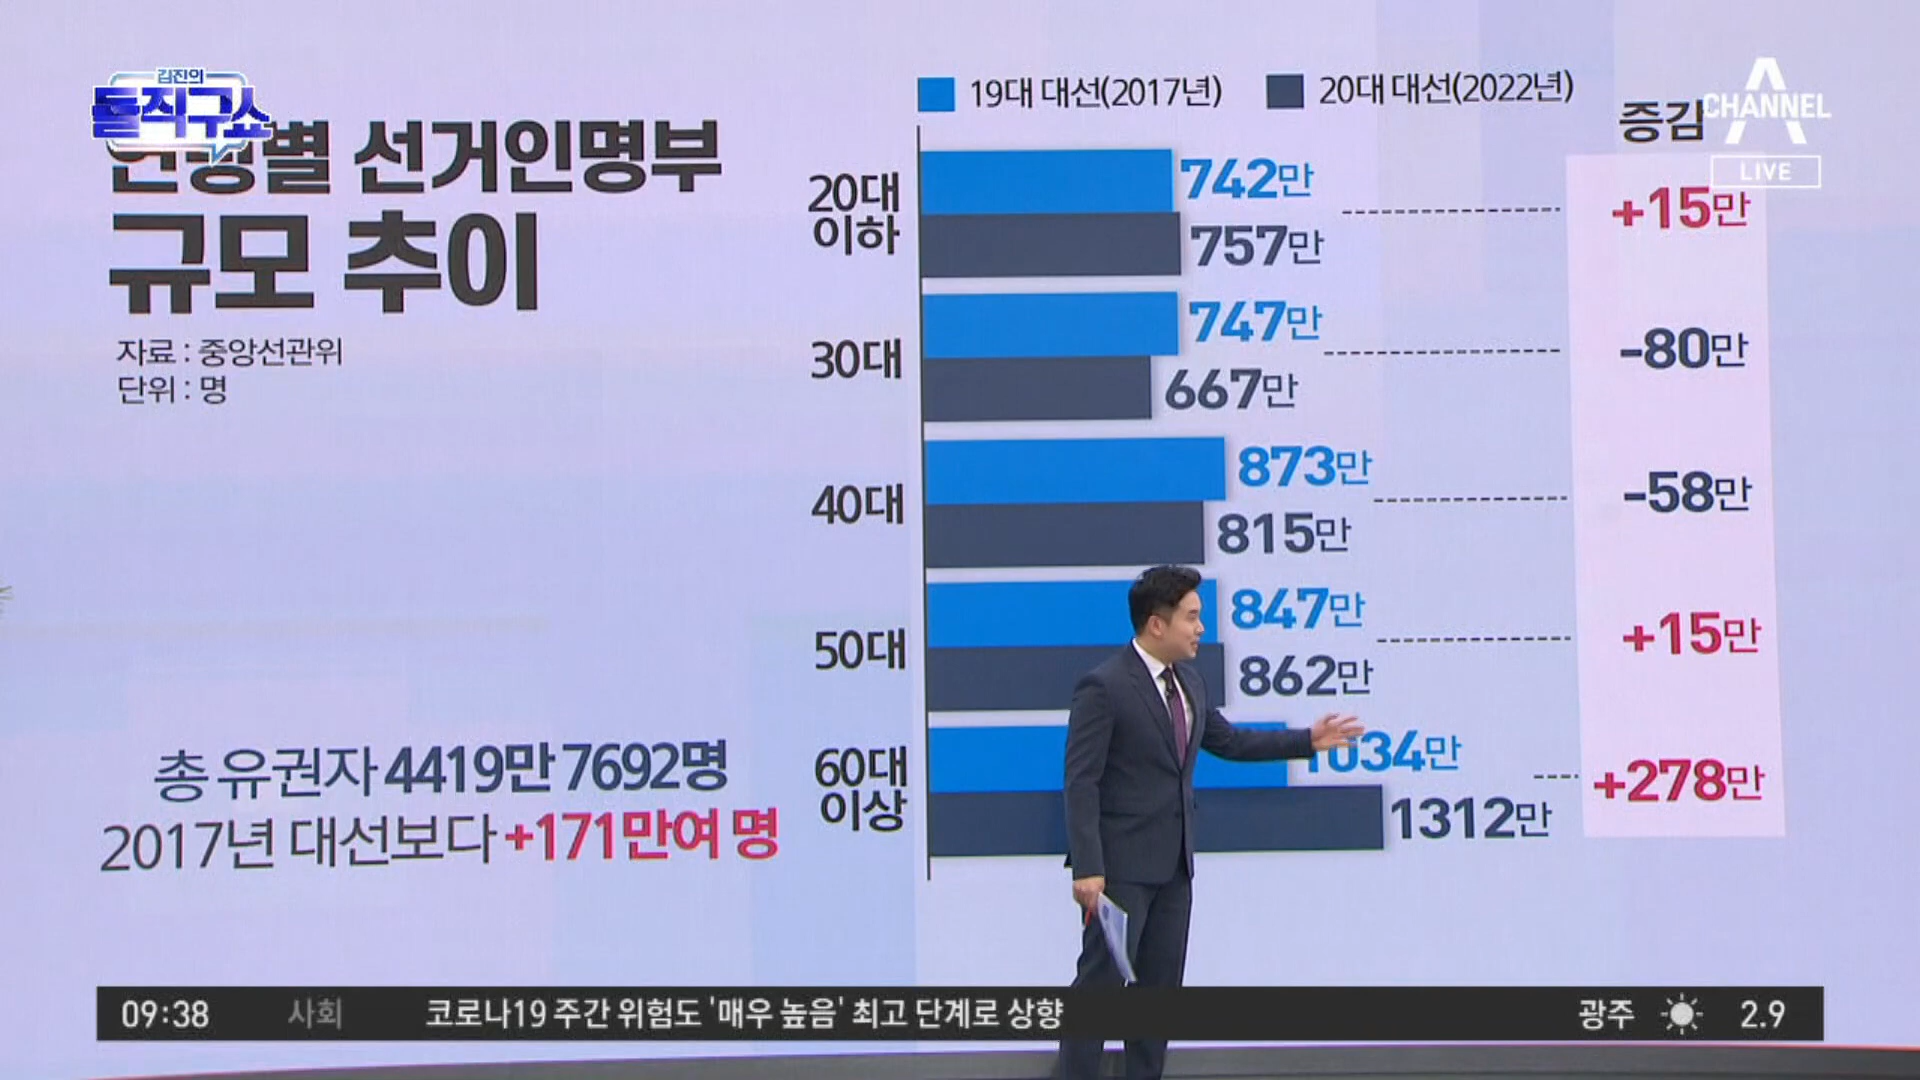 김진의
돌직구쇼
연령별 선거인명부
규모 추이
자료 : 중앙선관위
단위 : 명
19대 대선(2017년)
20대 대선(2022년)
증감
CHANNEL A
LIVE
20대
이하
742만
757만
+15만
30대
747만
667만
-80만
40대
873만
815만
-58만
50대
847만
862만
+15만
60대
이상
1034만
1312만
+278만
총 유권자 4419만 7692명
2017년 대선보다 +171만여 명
09:38 사회 코로나19 주간 위험도 '매우 높음' 최고 단계로 상향 광주 2.9